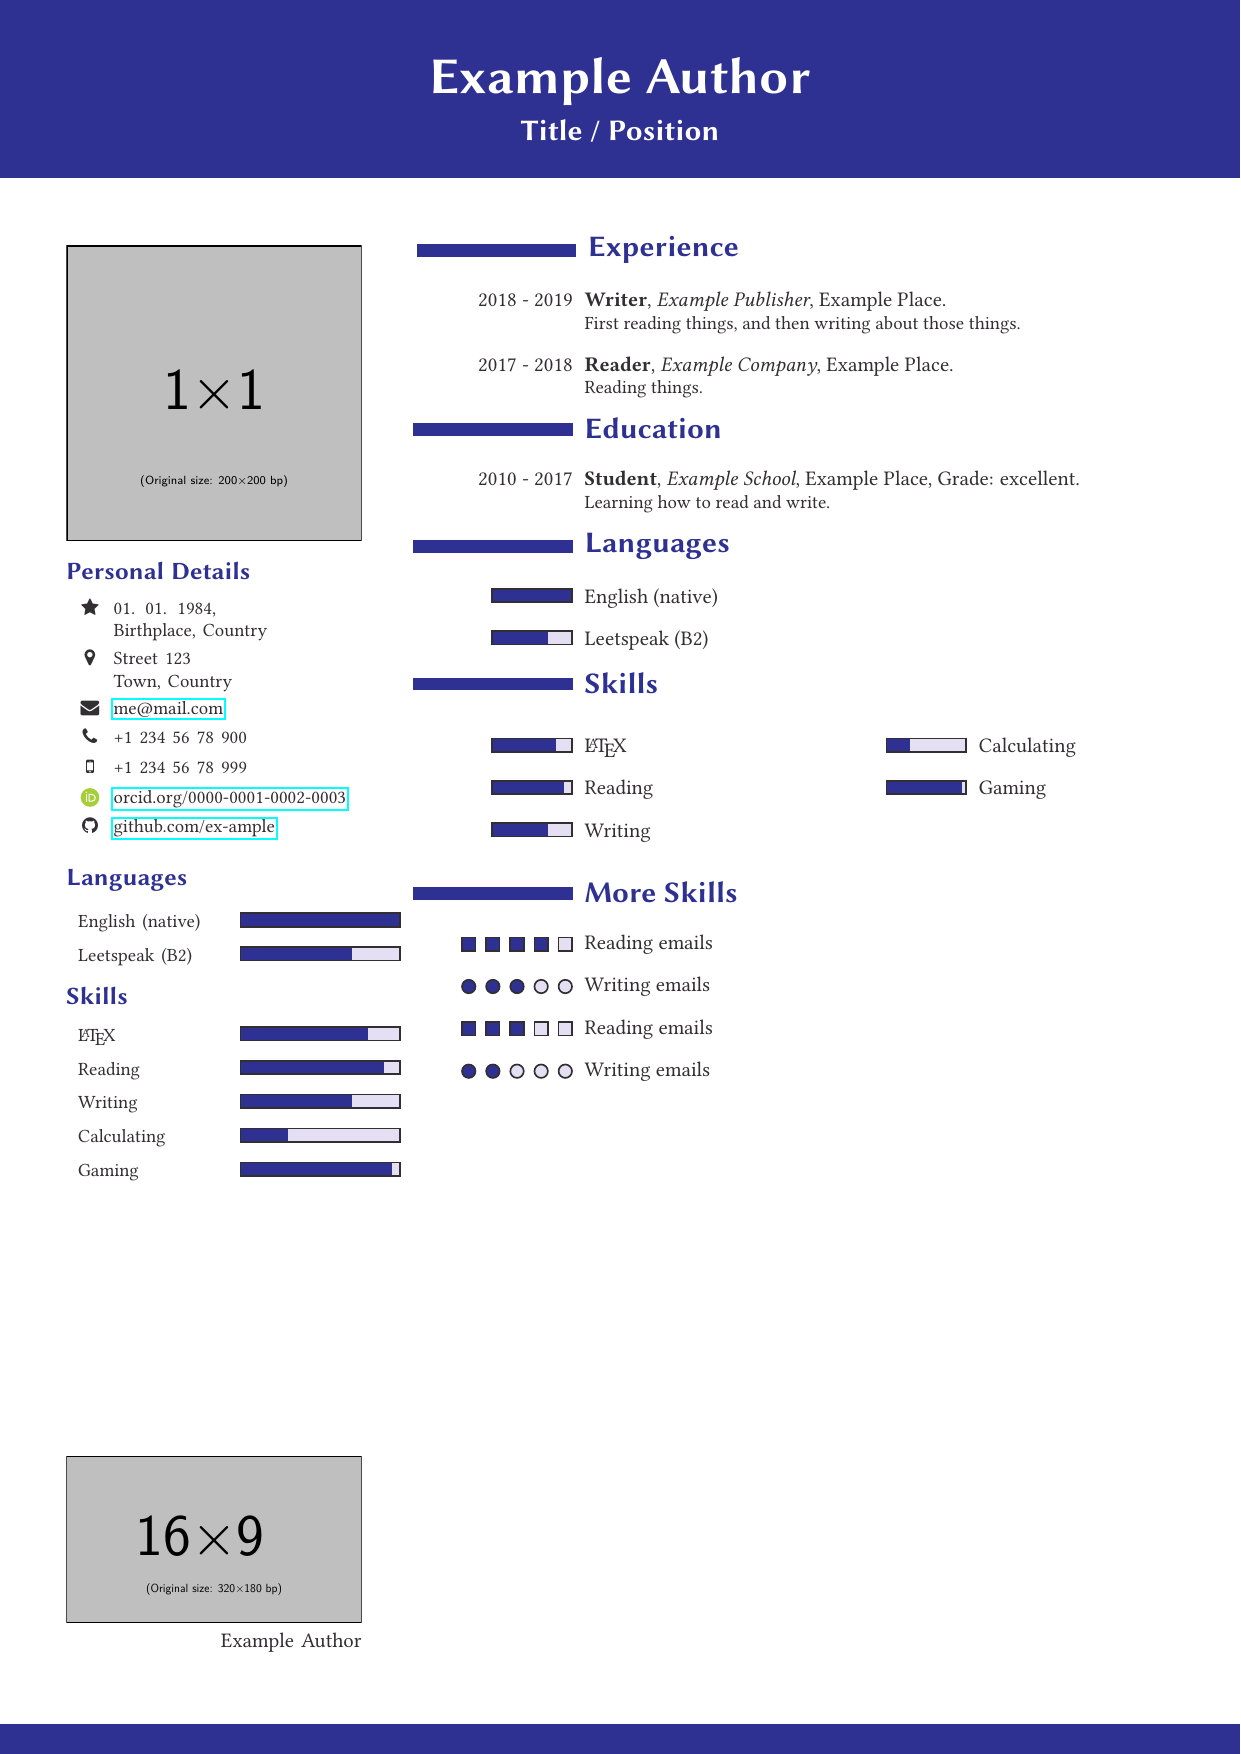 Example Author
Title / Position
1×1
(Original size: 200×200 bp)
Personal Details
01. 01. 1984,
Birthplace, Country
Street 123
Town, Country
me@mail.com
+1 234 56 78 900
+1 234 56 78 999
iD orcid.org/0000-0001-0002-0003
github.com/ex-ample
Languages
English (native)
Leetspeak (B2)
Skills
LATEX
Reading
Writing
Calculating
Gaming
16×9
(Original size: 320×180 bp)
Example Author
Experience
2018 - 2019 Writer, Example Publisher, Example Place.
First reading things, and then writing about those things.
2017 - 2018 Reader, Example Company, Example Place.
Reading things.
Education
2010 - 2017 Student, Example School, Example Place, Grade: excellent.
Learning how to read and write.
Languages
English (native)
Leetspeak (B2)
Skills
LATEX Calculating
Reading Gaming
Writing
More Skills
Reading emails
Writing emails
Reading emails
Writing emails